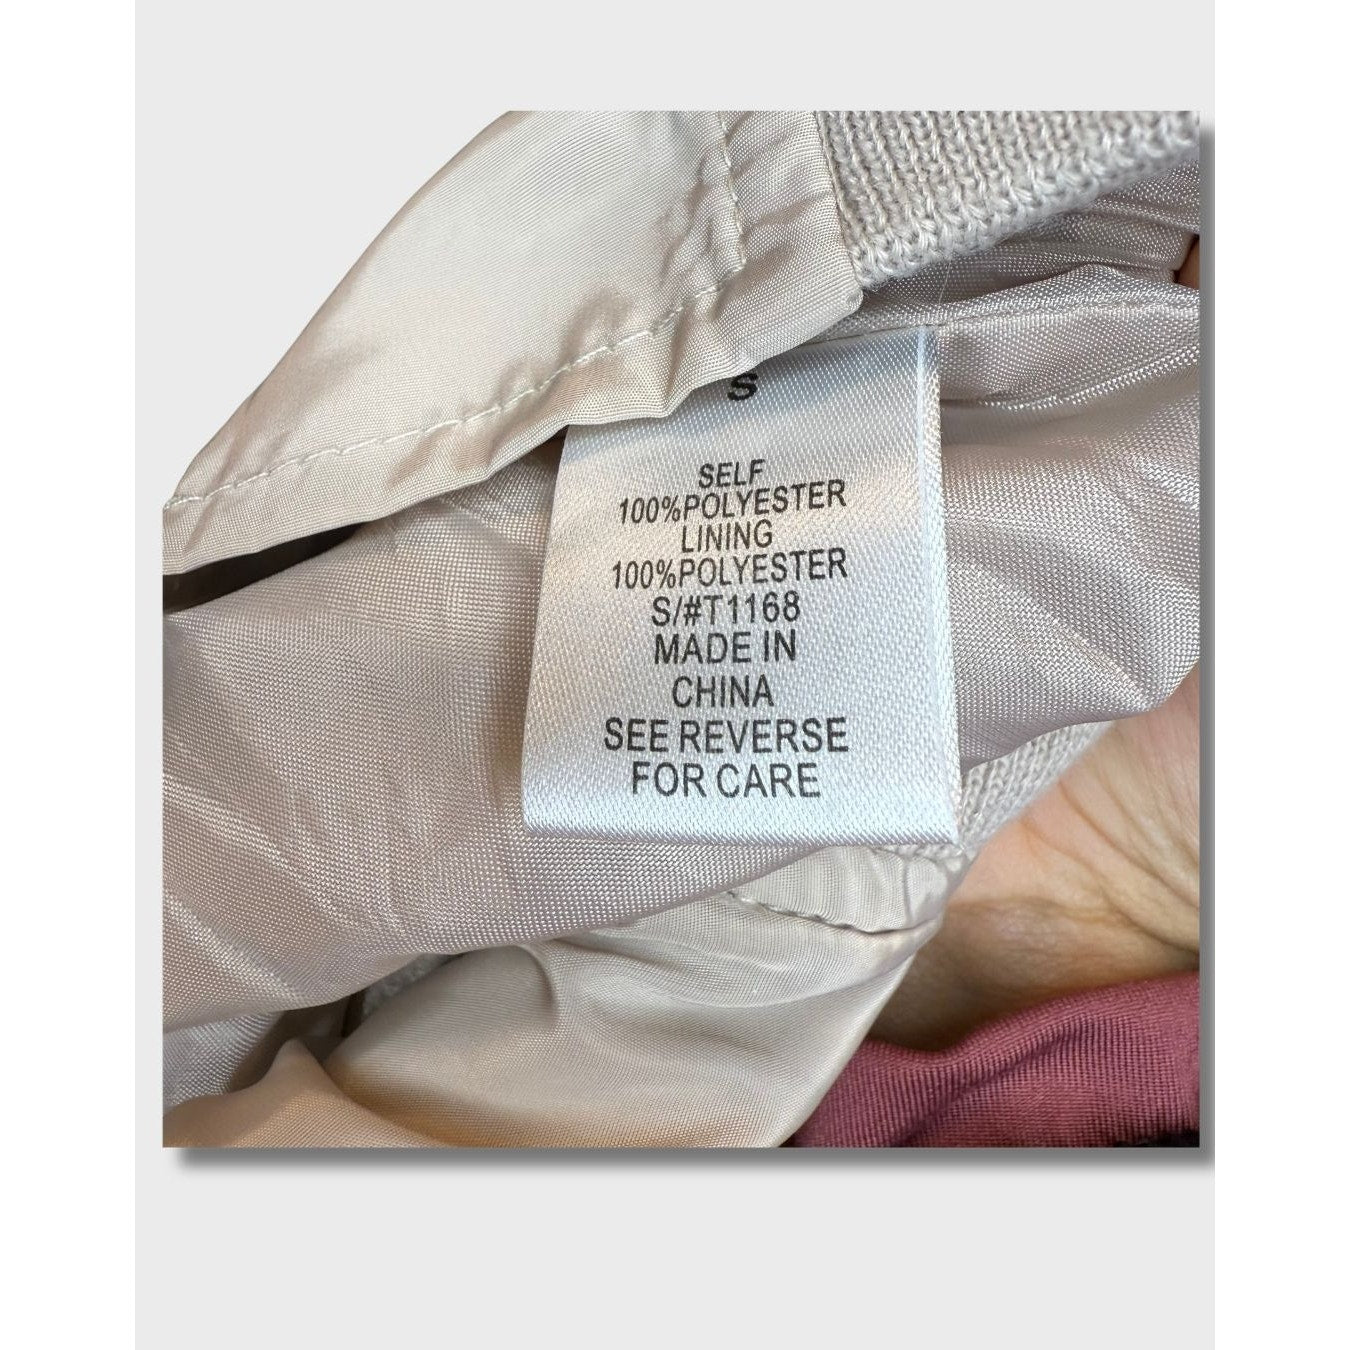 S
SELF
100%POLYESTER
LINING
100%POLYESTER
S/#T1168
MADE IN
CHINA
SEE REVERSE
FOR CARE